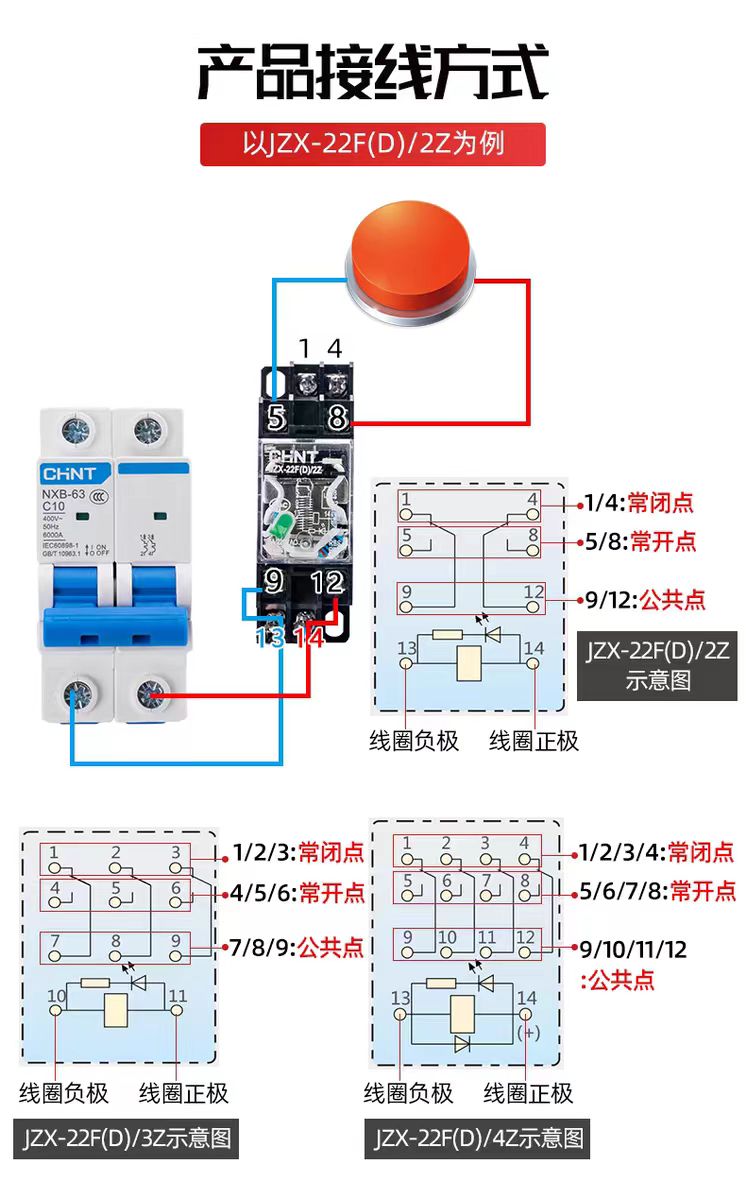 产品接线方式
以JZX-22F(D)/2Z为例
1 4
5 8
CHNT
JZX-22F(D)/2Z
9 12
13 14
CHNT
NXB-63
CCC
C10
400V~
50Hz
6000A
IEC60898-1
GB/T 10963.1
I ON
O OFF
1 4
5 8
9 12
13 14
1/4:常闭点
5/8:常开点
9/12:公共点
JZX-22F(D)/2Z
示意图
线圈负极 线圈正极
1 2 3
4 5 6
7 8 9
10 11
1/2/3:常闭点
4/5/6:常开点
7/8/9:公共点
线圈负极 线圈正极
JZX-22F(D)/3Z示意图
1 2 3 4
5 6 7 8
9 10 11 12
13 14
(+)
1/2/3/4:常闭点
5/6/7/8:常开点
9/10/11/12
:公共点
线圈负极 线圈正极
JZX-22F(D)/4Z示意图